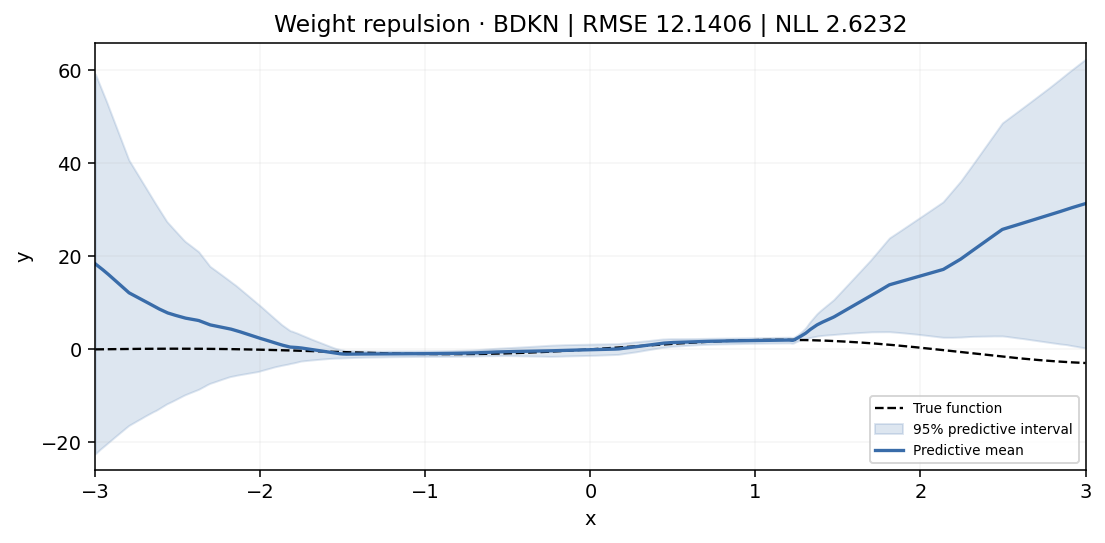 Weight repulsion · BDKN | RMSE 12.1406 | NLL 2.6232
60
40
20
0
−20
y
−3
−2
−1
0
1
2
3
x
True function
95% predictive interval
Predictive mean